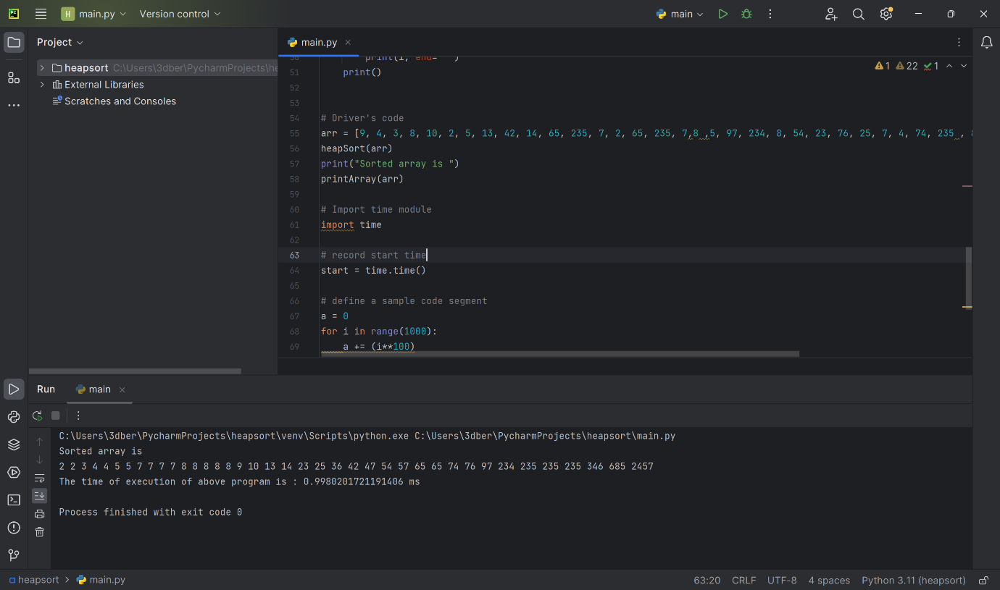 PC
H main.py Version control main
Project
main.py
heapsort C:\Users\3dber\PycharmProjects\he
External Libraries
Scratches and Consoles
1 22 1
51 print()
52
53
54 # Driver's code
55 arr = [9, 4, 3, 8, 10, 2, 5, 13, 42, 14, 65, 235, 7, 2, 65, 235, 7,8 ,5, 97, 234, 8, 54, 23, 76, 25, 7, 4, 74, 235 ,
56 heapSort(arr)
57 print("Sorted array is ")
58 printArray(arr)
59
60 # Import time module
61 import time
62
63 # record start time
64 start = time.time()
65
66 # define a sample code segment
67 a = 0
68 for i in range(1000):
69 a += (i**100)
Run main
C:\Users\3dber\PycharmProjects\heapsort\venv\Scripts\python.exe C:\Users\3dber\PycharmProjects\heapsort\main.py
Sorted array is
2 2 3 4 4 5 5 7 7 7 7 8 8 8 8 8 9 10 13 14 23 25 36 42 47 54 57 65 65 74 76 97 234 235 235 235 346 685 2457
The time of execution of above program is : 0.9980201721191406 ms
Process finished with exit code 0
heapsort > main.py 63:20 CRLF UTF-8 4 spaces Python 3.11 (heapsort)